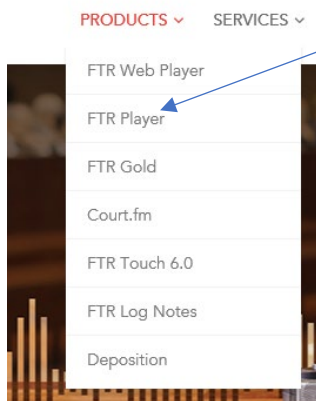 PRODUCTS SERVICES
FTR Web Player
FTR Player
FTR Gold
Court.fm
FTR Touch 6.0
FTR Log Notes
Deposition